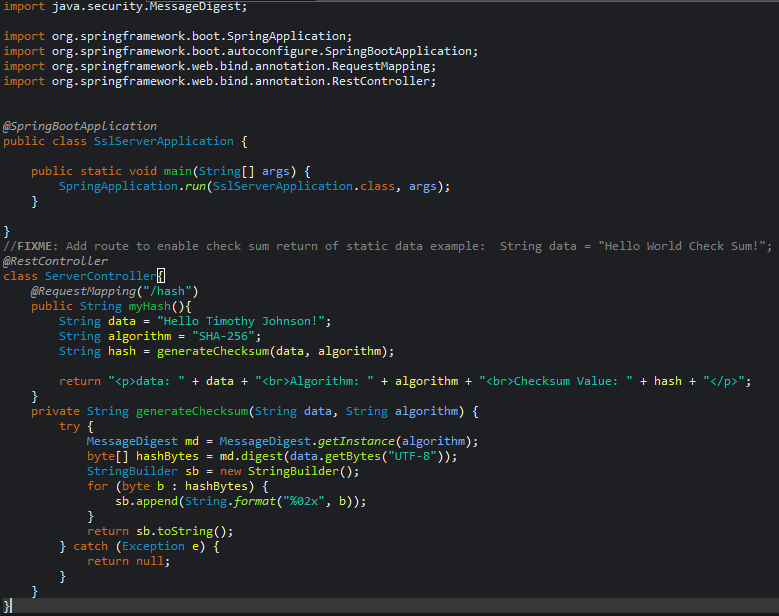 import java.security.MessageDigest;
import org.springframework.boot.SpringApplication;
import org.springframework.boot.autoconfigure.SpringBootApplication;
import org.springframework.web.bind.annotation.RequestMapping;
import org.springframework.web.bind.annotation.RestController;
@SpringBootApplication
public class SslServerApplication {
public static void main(String[] args) {
SpringApplication.run(SslServerApplication.class, args);
}
}
//FIXME: Add route to enable check sum return of static data example:  String data = "Hello World Check Sum!";
@RestController
class ServerController{
@RequestMapping("/hash")
public String myHash(){
String data = "Hello Timothy Johnson!";
String algorithm = "SHA-256";
String hash = generateChecksum(data, algorithm);
return "<p>data: " + data + "<br>Algorithm: " + algorithm + "<br>Checksum Value: " + hash + "</p>";
}
private String generateChecksum(String data, String algorithm) {
try {
MessageDigest md = MessageDigest.getInstance(algorithm);
byte[] hashBytes = md.digest(data.getBytes("UTF-8"));
StringBuilder sb = new StringBuilder();
for (byte b : hashBytes) {
sb.append(String.format("%02x", b));
}
return sb.toString();
} catch (Exception e) {
return null;
}
}
}